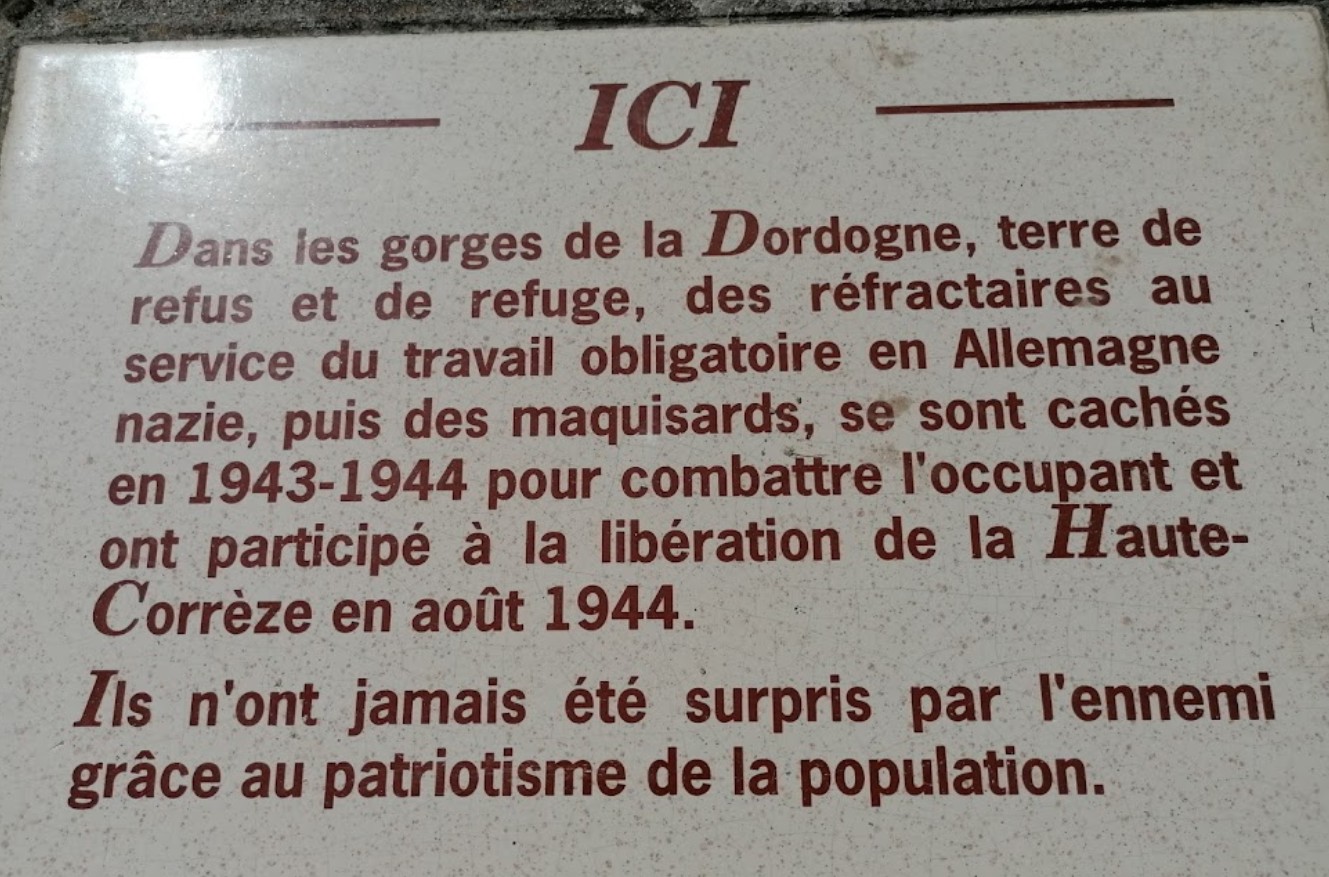 ICI
Dans les gorges de la Dordogne, terre de
refus et de refuge, des réfractaires au
service du travail obligatoire en Allemagne
nazie, puis des maquisards, se sont cachés
en 1943-1944 pour combattre l'occupant et
ont participé à la libération de la Haute-
Corrèze en août 1944.
Ils n'ont jamais été surpris par l'ennemi
grâce au patriotisme de la population.